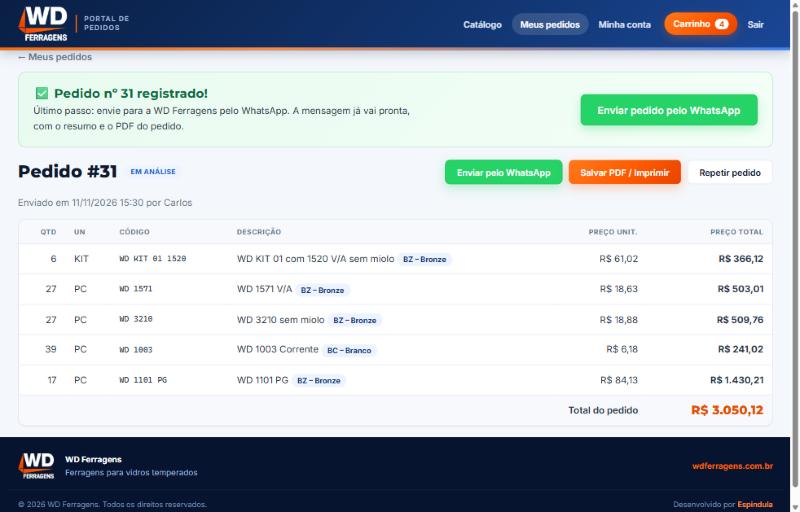 WD FERRAGENS
PORTAL DE PEDIDOS
Catálogo Meus pedidos Minha conta Carrinho 4 Sair
← Meus pedidos
✅ Pedido nº 31 registrado!
Último passo: envie para a WD Ferragens pelo WhatsApp. A mensagem já vai pronta,
com o resumo e o PDF do pedido.
Enviar pedido pelo WhatsApp
Pedido #31 EM ANÁLISE
Enviar pelo WhatsApp Salvar PDF / Imprimir Repetir pedido
Enviado em 11/11/2026 15:30 por Carlos
QTD UN CÓDIGO DESCRIÇÃO PREÇO UNIT. PREÇO TOTAL
6 KIT WD KIT 01 1520 WD KIT 01 com 1520 V/A sem miolo BZ – Bronze R$ 61,02 R$ 366,12
27 PC WD 1571 WD 1571 V/A BZ – Bronze R$ 18,63 R$ 503,01
27 PC WD 3210 WD 3210 sem miolo BZ – Bronze R$ 18,88 R$ 509,76
39 PC WD 1003 WD 1003 Corrente BC – Branco R$ 6,18 R$ 241,02
17 PC WD 1101 PG WD 1101 PG BZ – Bronze R$ 84,13 R$ 1.430,21
Total do pedido R$ 3.050,12
WD FERRAGENS
WD Ferragens
Ferragens para vidros temperados
wdferragens.com.br
© 2026 WD Ferragens. Todos os direitos reservados.
Desenvolvido por Espindula